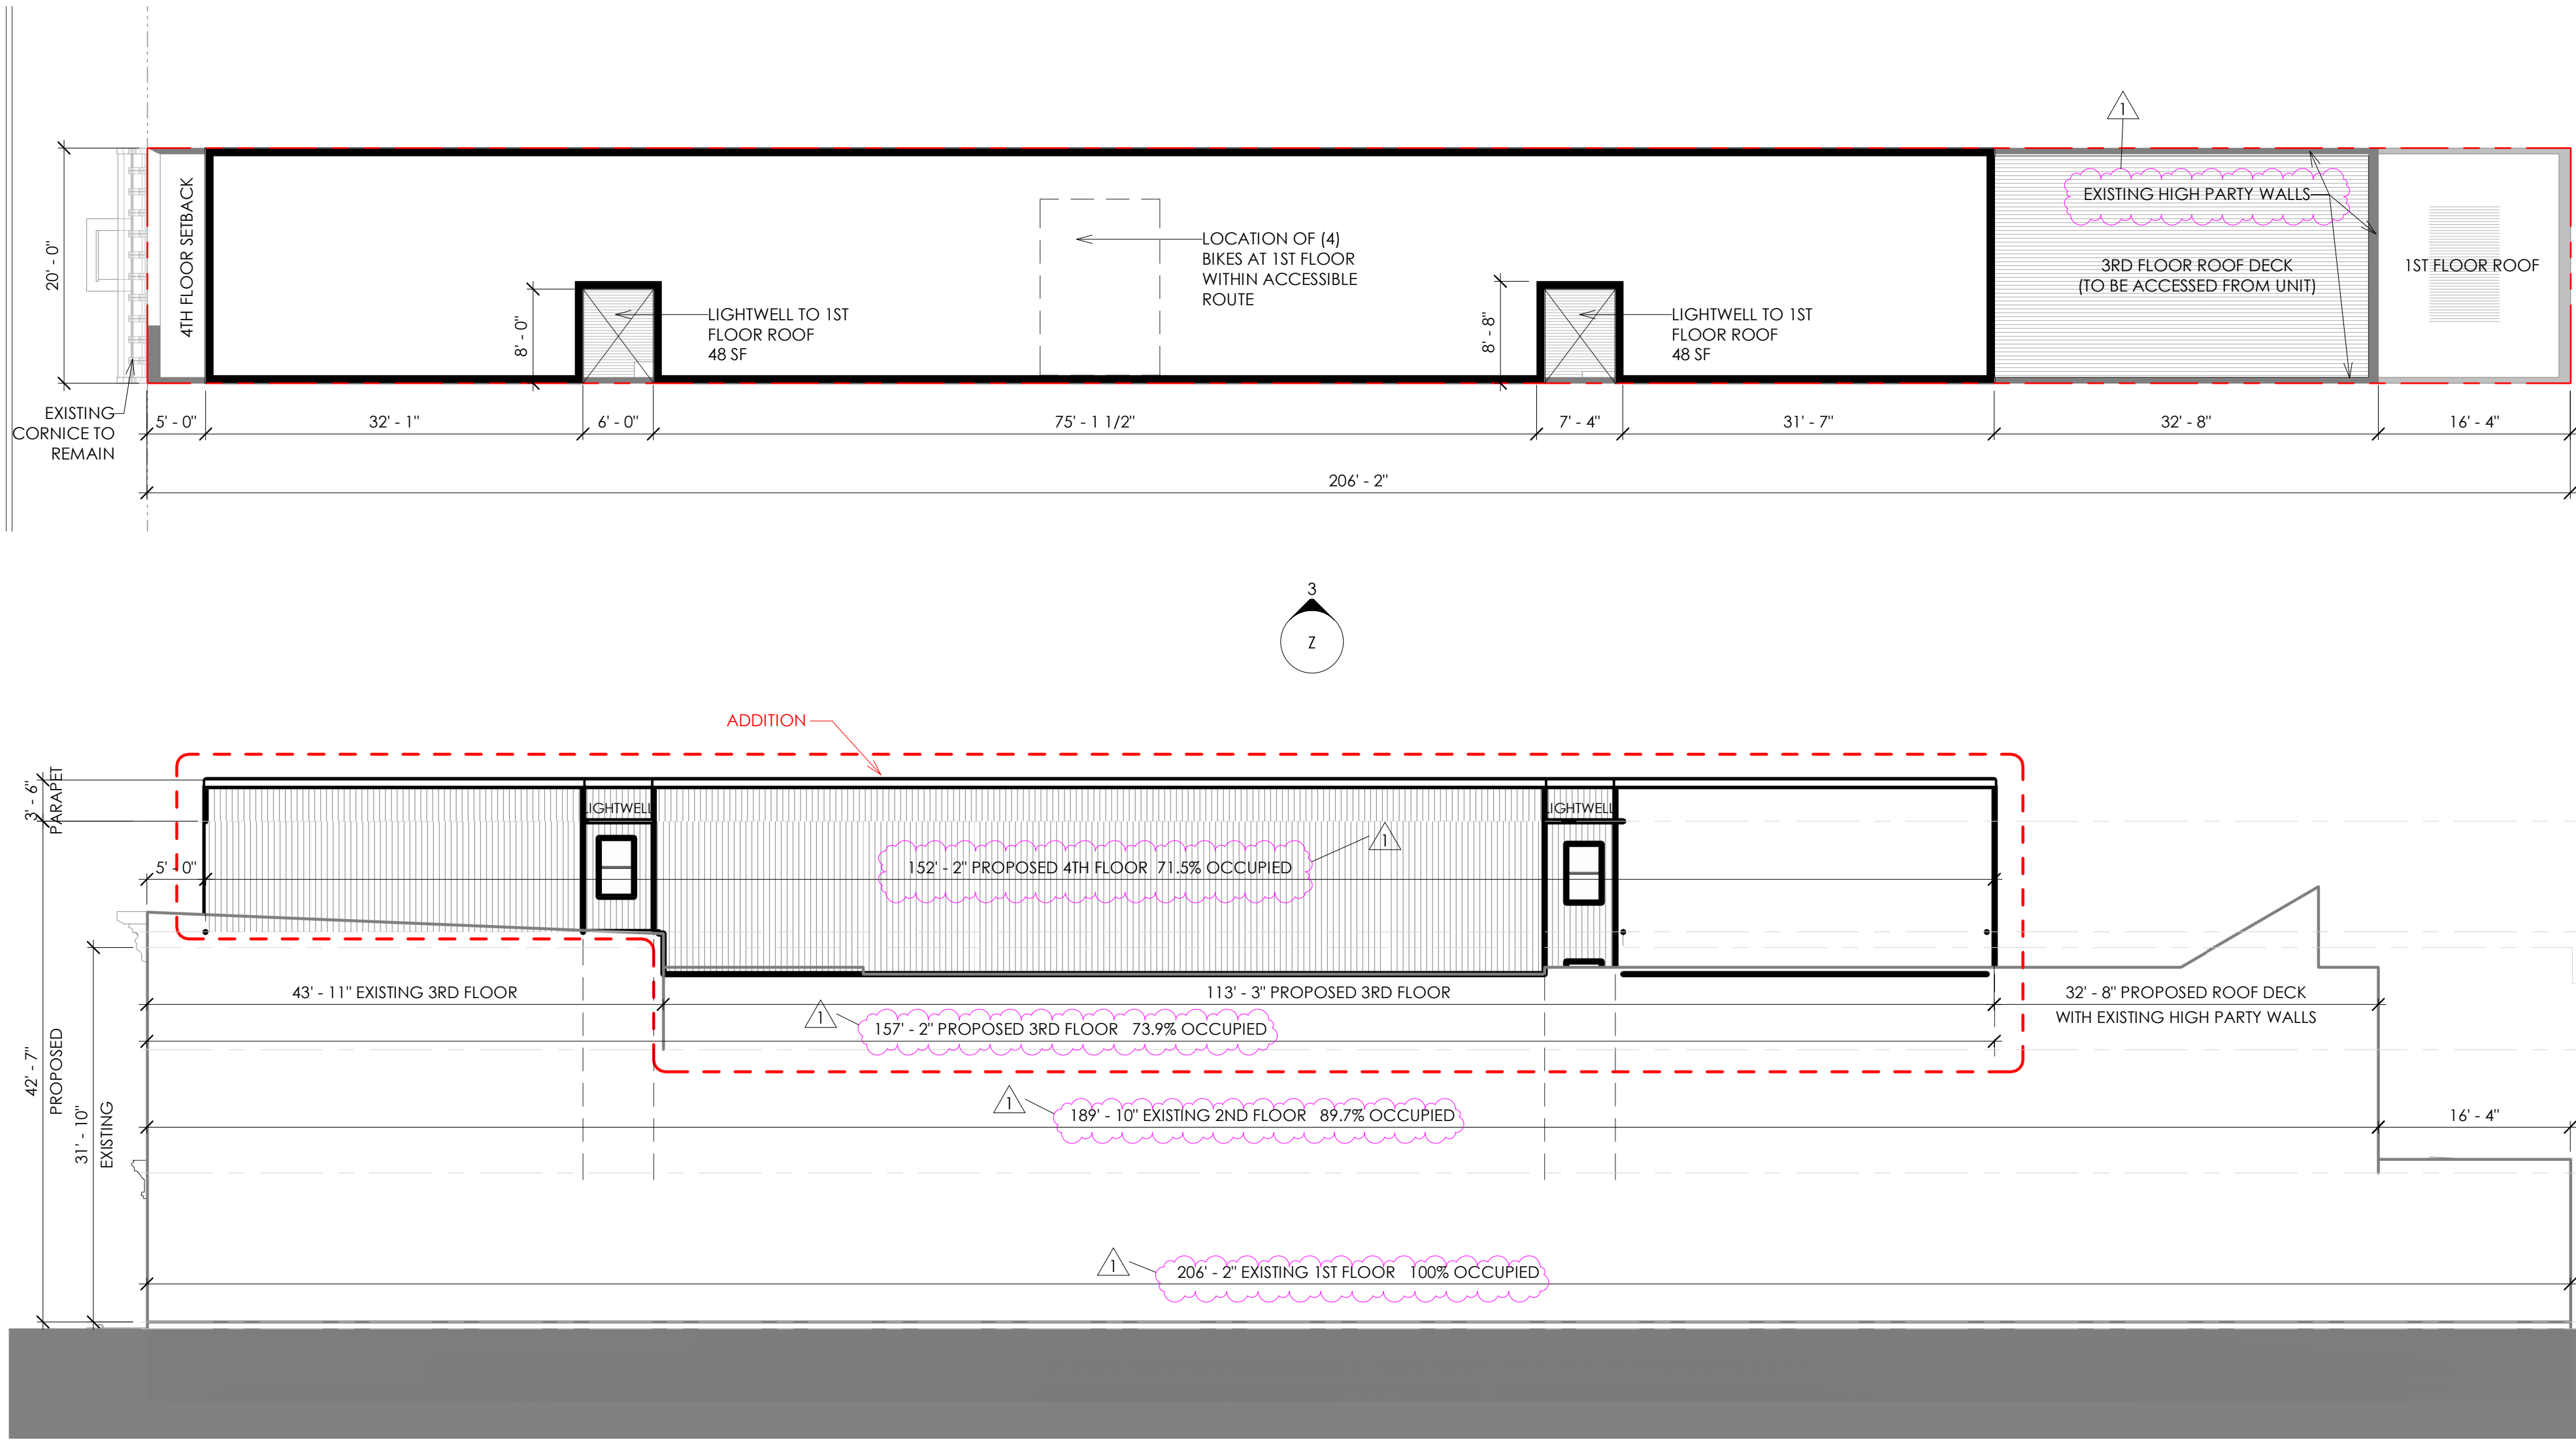 1
4TH FLOOR SETBACK
20' - 0"
EXISTING HIGH PARTY WALLS
LOCATION OF (4)
BIKES AT 1ST FLOOR
WITHIN ACCESSIBLE
ROUTE
3RD FLOOR ROOF DECK
(TO BE ACCESSED FROM UNIT)
1ST FLOOR ROOF
8' - 0"
LIGHTWELL TO 1ST
FLOOR ROOF
48 SF
8' - 8"
LIGHTWELL TO 1ST
FLOOR ROOF
48 SF
EXISTING
CORNICE TO
REMAIN
5' - 0"
32' - 1"
6' - 0"
75' - 1 1/2"
7' - 4"
31' - 7"
32' - 8"
16' - 4"
206' - 2"
3
Z
ADDITION
3' - 6"
PARAPET
LIGHTWELL
LIGHTWELL
1
152' - 2" PROPOSED 4TH FLOOR 71.5% OCCUPIED
5' - 0"
43' - 11" EXISTING 3RD FLOOR
113' - 3" PROPOSED 3RD FLOOR
32' - 8" PROPOSED ROOF DECK
WITH EXISTING HIGH PARTY WALLS
1
157' - 2" PROPOSED 3RD FLOOR 73.9% OCCUPIED
42' - 7"
PROPOSED
31' - 10"
EXISTING
1
189' - 10" EXISTING 2ND FLOOR 89.7% OCCUPIED
16' - 4"
1
206' - 2" EXISTING 1ST FLOOR 100% OCCUPIED